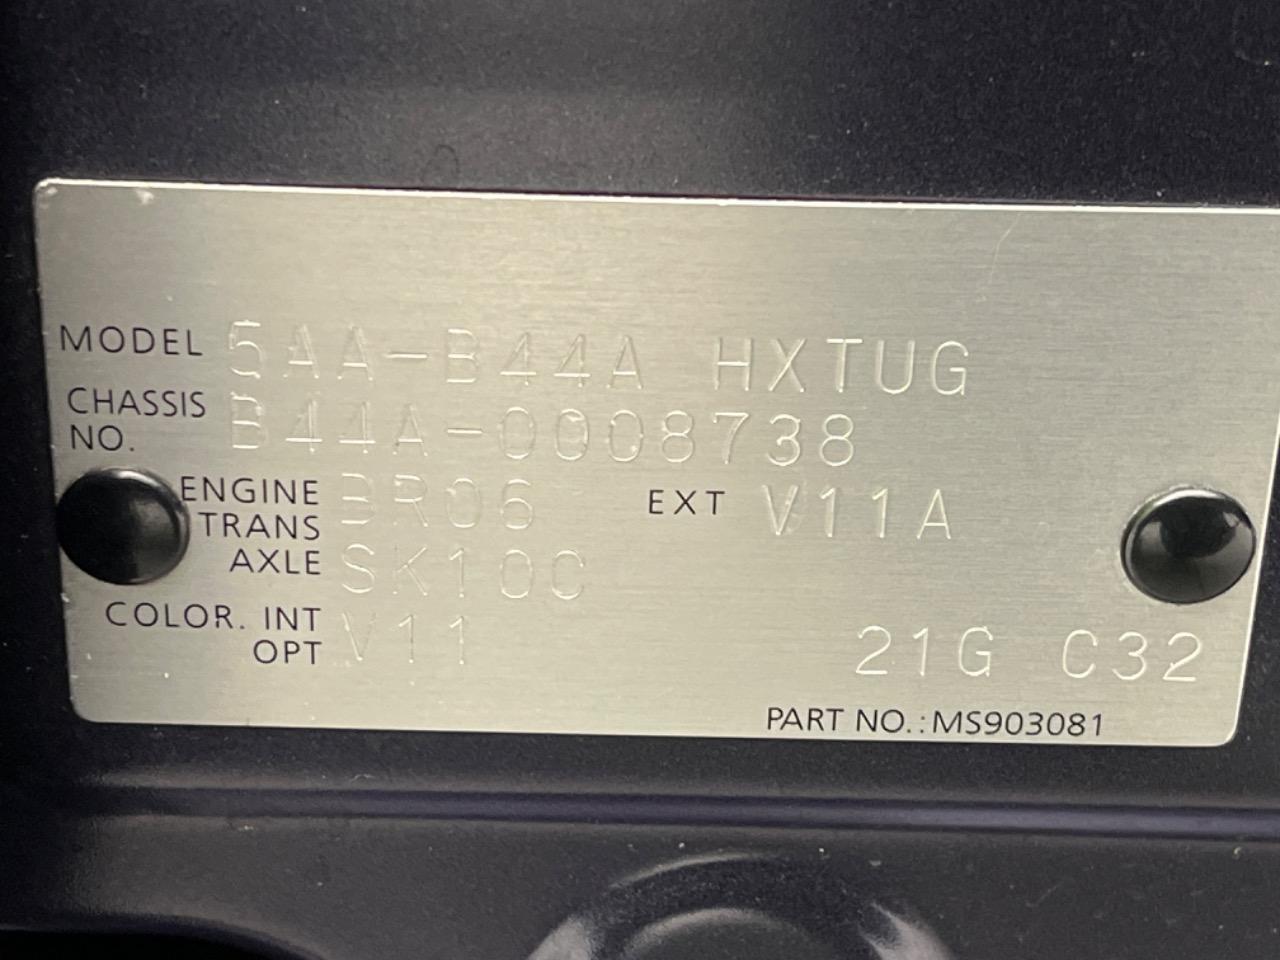 MODEL 5AA-B44A HXTUG
CHASSIS NO. B44A-0008738
ENGINE BR06 EXT V11A
TRANS
AXLE SK10C
COLOR. INT V11
OPT 21G C32
PART NO.:MS903081